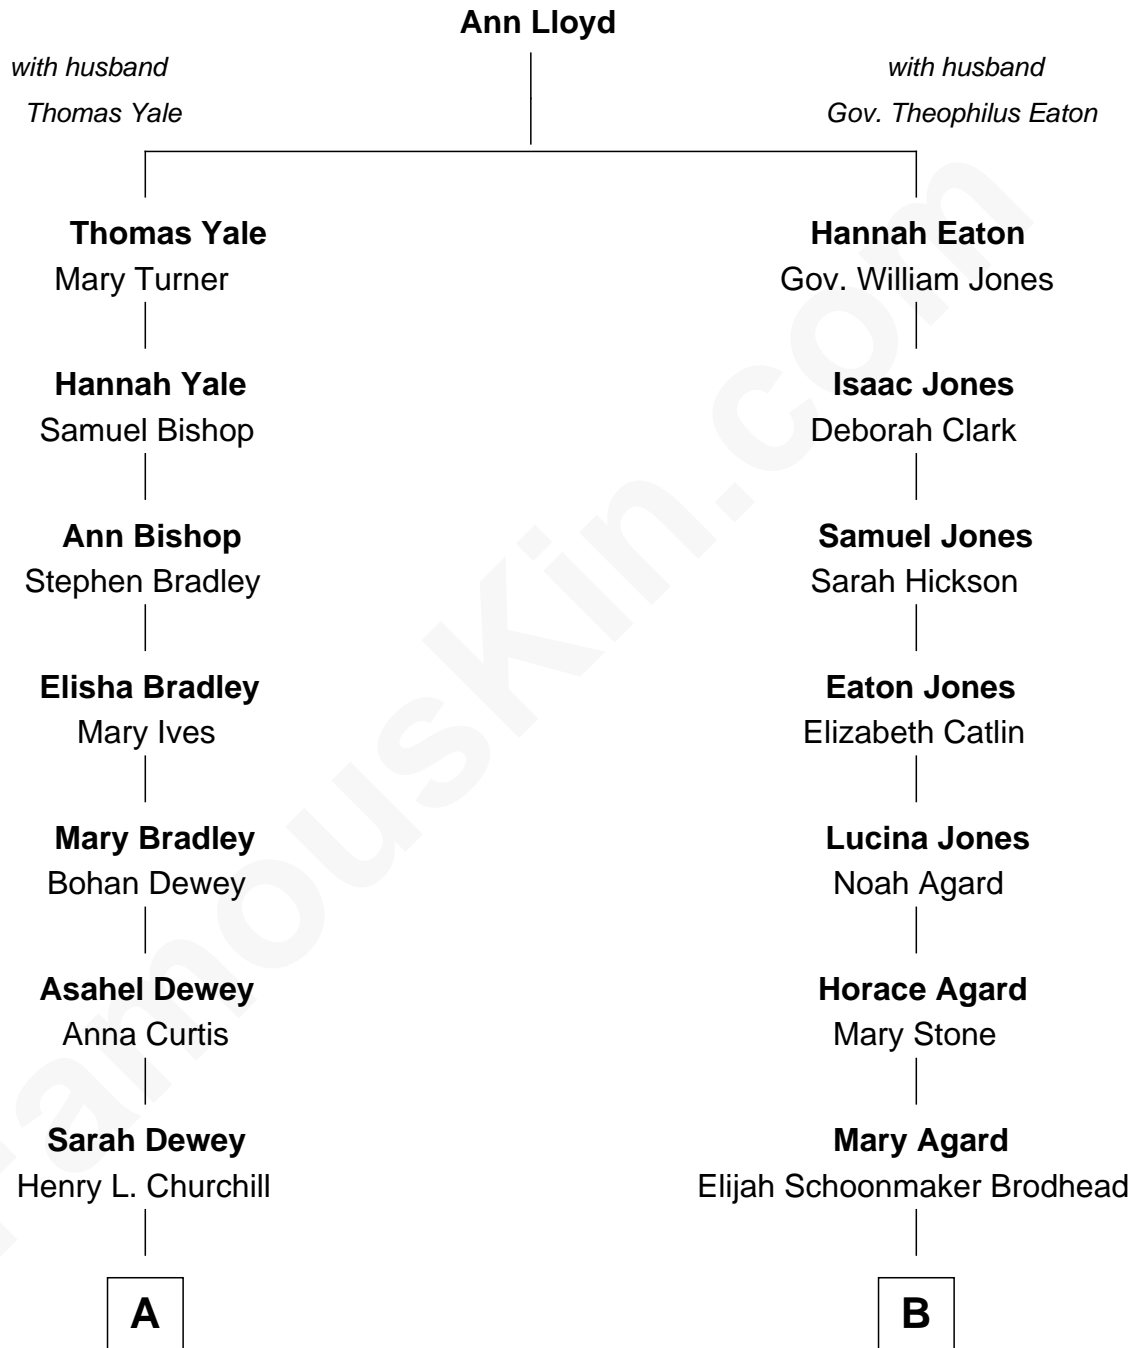 Ann Lloyd
with husband
Thomas Yale
with husband
Gov. Theophilus Eaton
Thomas Yale
Mary Turner
Hannah Eaton
Gov. William Jones
Hannah Yale
Samuel Bishop
Isaac Jones
Deborah Clark
Ann Bishop
Stephen Bradley
Samuel Jones
Sarah Hickson
Elisha Bradley
Mary Ives
Eaton Jones
Elizabeth Catlin
Mary Bradley
Bohan Dewey
Lucina Jones
Noah Agard
Asahel Dewey
Anna Curtis
Horace Agard
Mary Stone
Sarah Dewey
Henry L. Churchill
Mary Agard
Elijah Schoonmaker Brodhead
A
B
FamousKin.com